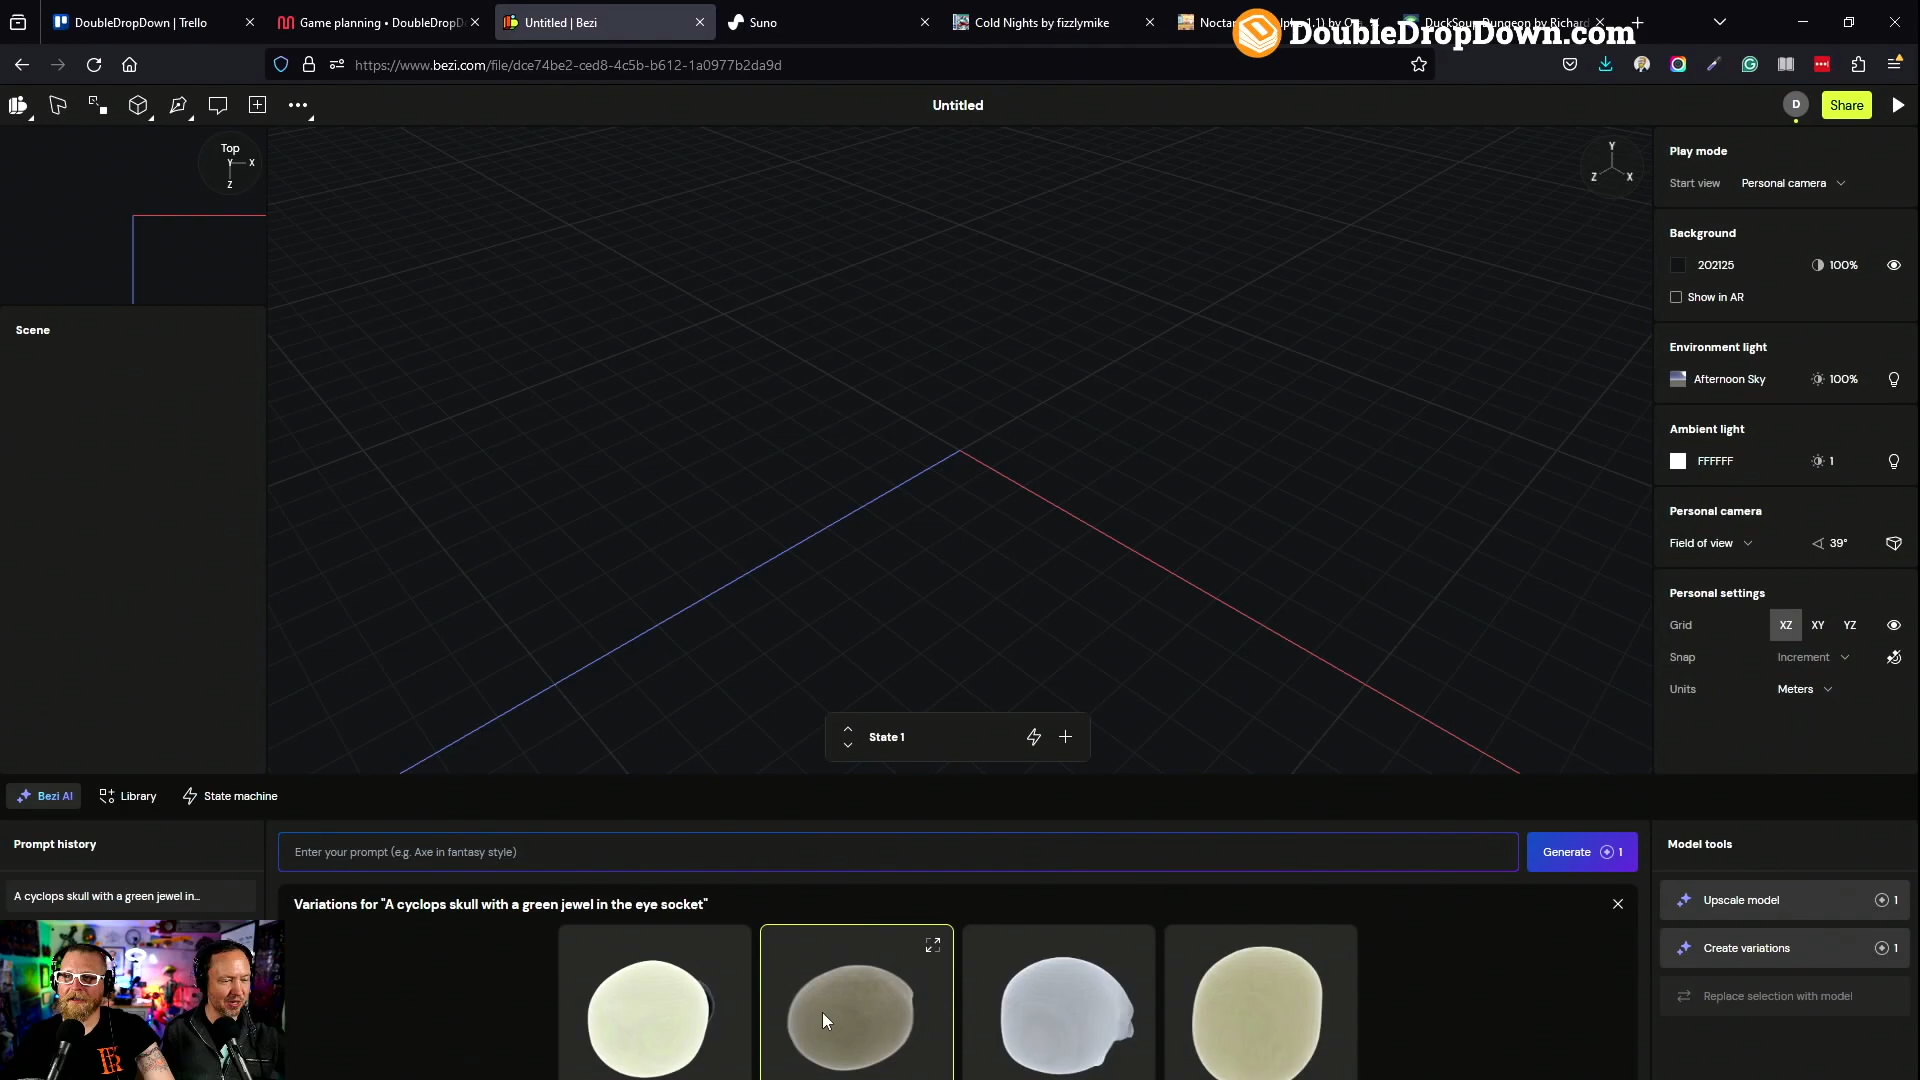 DoubleDropDown | Trello
Game planning • DoubleDropD
Untitled | Bezi
Suno
Cold Nights by fizzlymike
DuckSoup Dungeon by Richard
DoubleDropDown.com
https://www.bezi.com/file/dce74be2-ced8-4c5b-b612-1a0977b2da9d
Untitled
D
Share
Top
Y
X
Z
Y
Z
X
Scene
Play mode
Start view
Personal camera
Background
202125
100%
Show in AR
Environment light
Afternoon Sky
100%
Ambient light
FFFFFF
1
Personal camera
Field of view
39°
Personal settings
Grid
XZ
XY
YZ
Snap
Increment
Units
Meters
State 1
Bezi AI
Library
State machine
Prompt history
A cyclops skull with a green jewel in...
Enter your prompt (e.g. Axe in fantasy style)
Generate
1
Variations for "A cyclops skull with a green jewel in the eye socket"
Model tools
Upscale model
1
Create variations
1
Replace selection with model